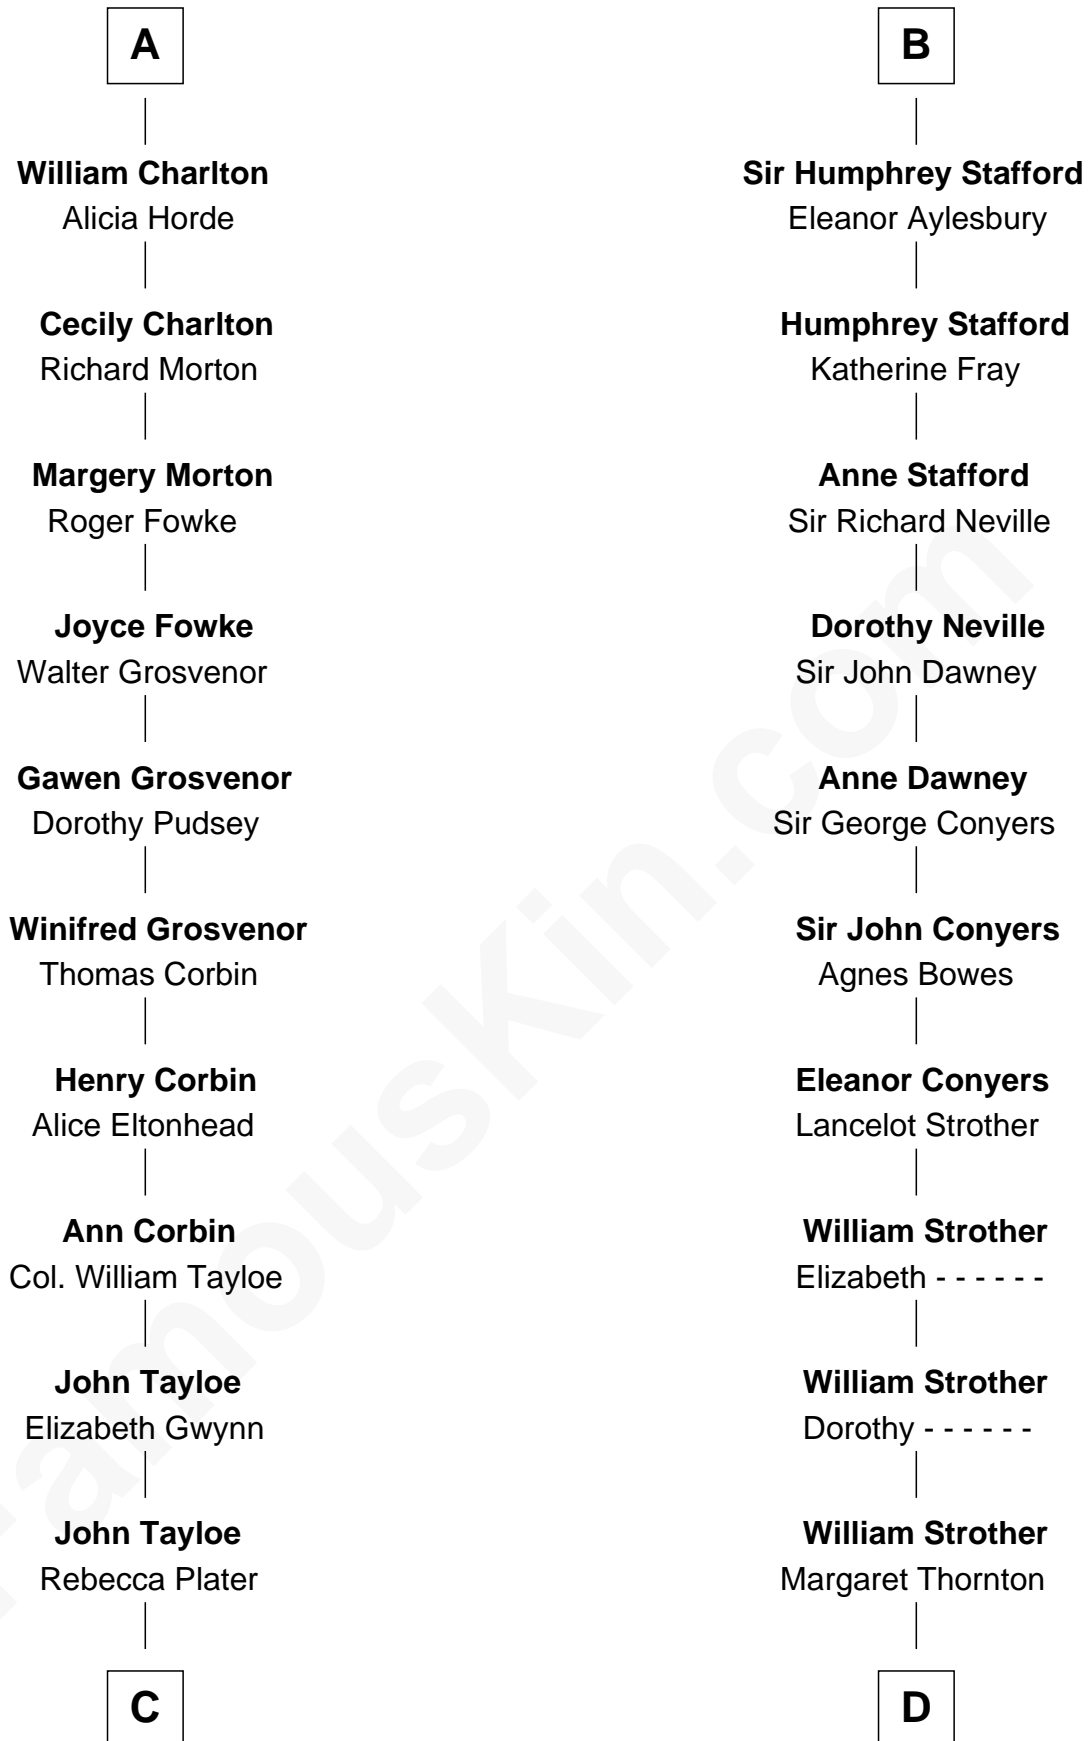 A
William Charlton
Alicia Horde
Cecily Charlton
Richard Morton
Margery Morton
Roger Fowke
Joyce Fowke
Walter Grosvenor
Gawen Grosvenor
Dorothy Pudsey
Winifred Grosvenor
Thomas Corbin
Henry Corbin
Alice Eltonhead
Ann Corbin
Col. William Tayloe
John Tayloe
Elizabeth Gwynn
John Tayloe
Rebecca Plater
C
B
Sir Humphrey Stafford
Eleanor Aylesbury
Humphrey Stafford
Katherine Fray
Anne Stafford
Sir Richard Neville
Dorothy Neville
Sir John Dawney
Anne Dawney
Sir George Conyers
Sir John Conyers
Agnes Bowes
Eleanor Conyers
Lancelot Strother
William Strother
Elizabeth - - - - - -
William Strother
Dorothy - - - - - -
William Strother
Margaret Thornton
D
FamousKin.com